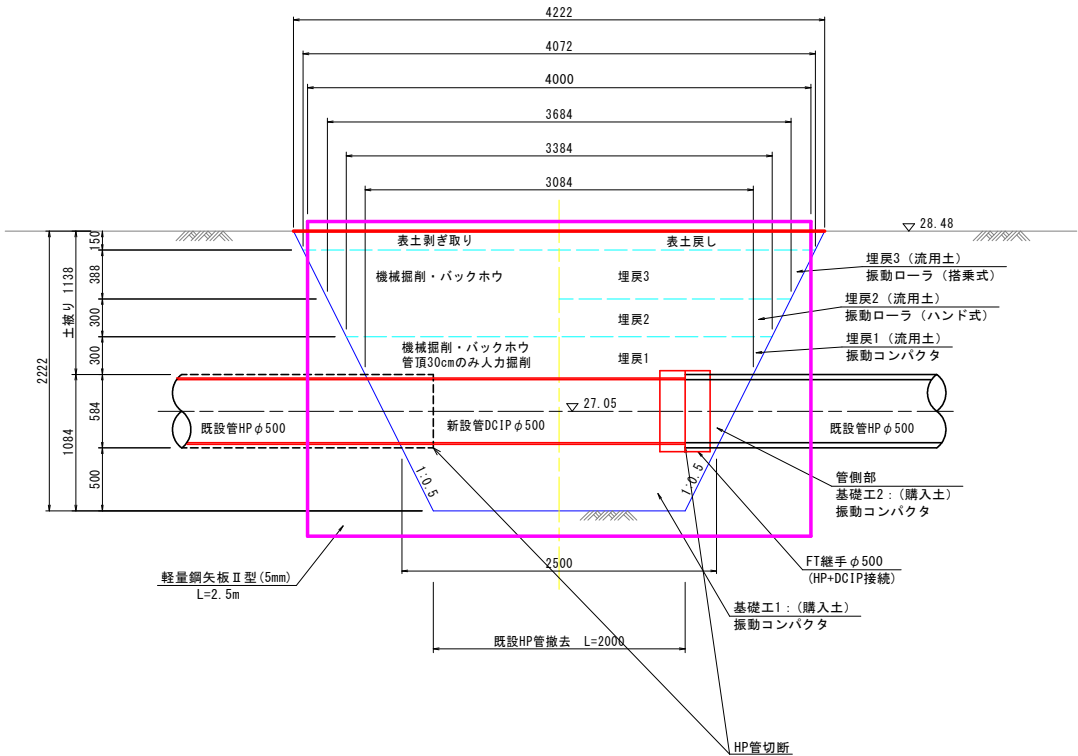 4222
4072
4000
3684
3384
3084
28.48
表土剥ぎ取り
表土戻し
150
388
300
300
584
500
土被り 1138
1084
2222
機械掘削・バックホウ
埋戻3
埋戻3 (流用土)
振動ローラ (搭乗式)
埋戻2
埋戻2 (流用土)
振動ローラ (ハンド式)
機械掘削・バックホウ
管頂30cmのみ人力掘削
埋戻1
埋戻1 (流用土)
振動コンパクタ
27.05
既設管HPφ500
新設管DCIPφ500
既設管HPφ500
1:0.5
1:0.5
管側部
基礎工2：(購入土)
振動コンパクタ
2500
FT継手φ500
(HP+DCIP接続)
軽量鋼矢板Ⅱ型(5mm)
L=2.5m
基礎工1：(購入土)
振動コンパクタ
既設HP管撤去 L=2000
HP管切断